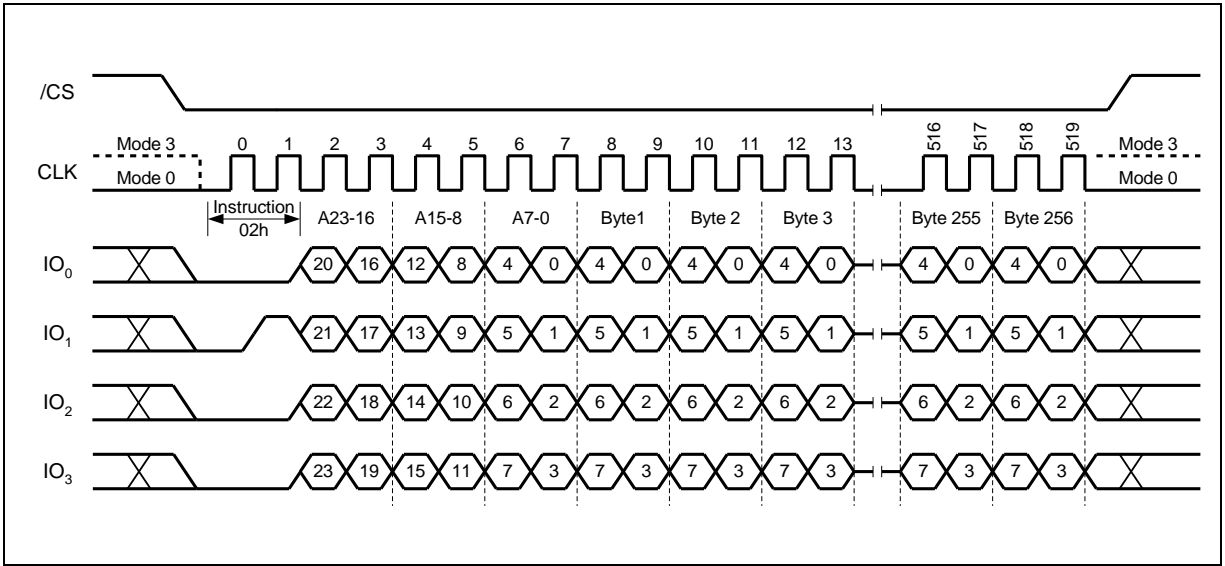 /CS
Mode 3 0 1 2 3 4 5 6 7 8 9 10 11 12 13 516 517 518 519 Mode 3
CLK
Mode 0 Mode 0
Instruction
02h
A23-16 A15-8 A7-0 Byte1 Byte 2 Byte 3 Byte 255 Byte 256
IO0 20 16 12 8 4 0 4 0 4 0 4 0 4 0 4 0
IO1 21 17 13 9 5 1 5 1 5 1 5 1 5 1 5 1
IO2 22 18 14 10 6 2 6 2 6 2 6 2 6 2 6 2
IO3 23 19 15 11 7 3 7 3 7 3 7 3 7 3 7 3